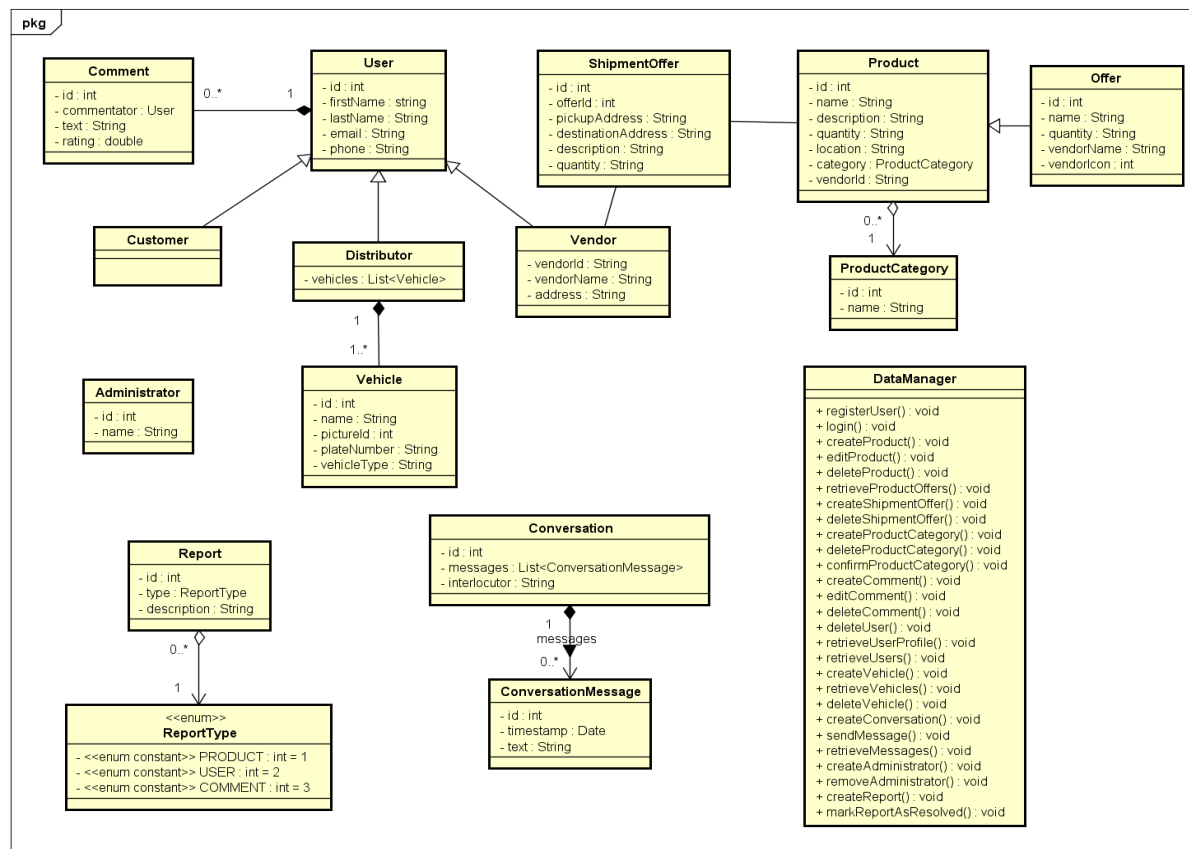 pkg
Comment
- id : int
- commentator : User
- text : String
- rating : double
0..*
1
User
- id : int
- firstName : string
- lastName : String
- email : String
- phone : String
ShipmentOffer
- id : int
- offerId : int
- pickupAddress : String
- destinationAddress : String
- description : String
- quantity : String
Product
- id : int
- name : String
- description : String
- quantity : String
- location : String
- category : ProductCategory
- vendorId : String
Offer
- id : int
- name : String
- quantity : String
- vendorName : String
- vendorIcon : int
Customer
Distributor
- vehicles : List<Vehicle>
Vendor
- vendorId : String
- vendorName : String
- address : String
0..*
1
ProductCategory
- id : int
- name : String
1
1..*
Administrator
- id : int
- name : String
Vehicle
- id : int
- name : String
- pictureId : int
- plateNumber : String
- vehicleType : String
DataManager
+ registerUser() : void
+ login() : void
+ createProduct() : void
+ editProduct() : void
+ deleteProduct() : void
+ retrieveProductOffers() : void
+ createShipmentOffer() : void
+ deleteShipmentOffer() : void
+ createProductCategory() : void
+ deleteProductCategory() : void
+ confirmProductCategory() : void
+ createComment() : void
+ editComment() : void
+ deleteComment() : void
+ deleteUser() : void
+ retrieveUserProfile() : void
+ retrieveUsers() : void
+ createVehicle() : void
+ retrieveVehicles() : void
+ deleteVehicle() : void
+ createConversation() : void
+ sendMessage() : void
+ retrieveMessages() : void
+ createAdministrator() : void
+ removeAdministrator() : void
+ createReport() : void
+ markReportAsResolved() : void
Report
- id : int
- type : ReportType
- description : String
0..*
1
<<enum>>
ReportType
- <<enum constant>> PRODUCT : int = 1
- <<enum constant>> USER : int = 2
- <<enum constant>> COMMENT : int = 3
Conversation
- id : int
- messages : List<ConversationMessage>
- interlocutor : String
1
messages
0..*
ConversationMessage
- id : int
- timestamp : Date
- text : String